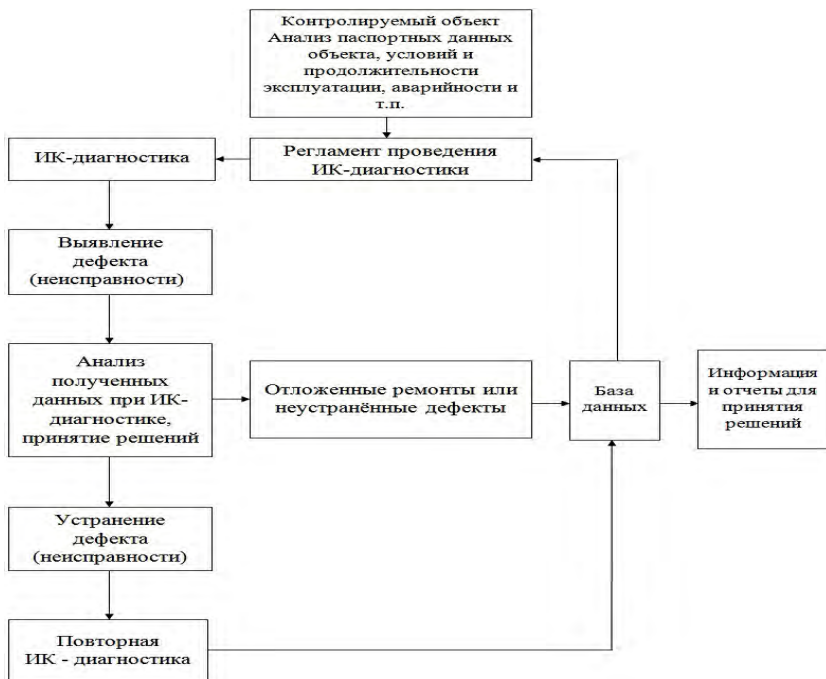 Контролируемый объект
Анализ паспортных данных
объекта, условий и
продолжительности
эксплуатации, аварийности и
т.п.
ИК-диагностика
Регламент проведения
ИК-диагностики
Выявление
дефекта
(неисправности)
Анализ
полученных
данных при ИК-
диагностике,
принятие решений
Отложенные ремонты или
неустранённые дефекты
База
данных
Информация
и отчеты для
принятия
решений
Устранение
дефекта
(неисправности)
Повторная
ИК - диагностика